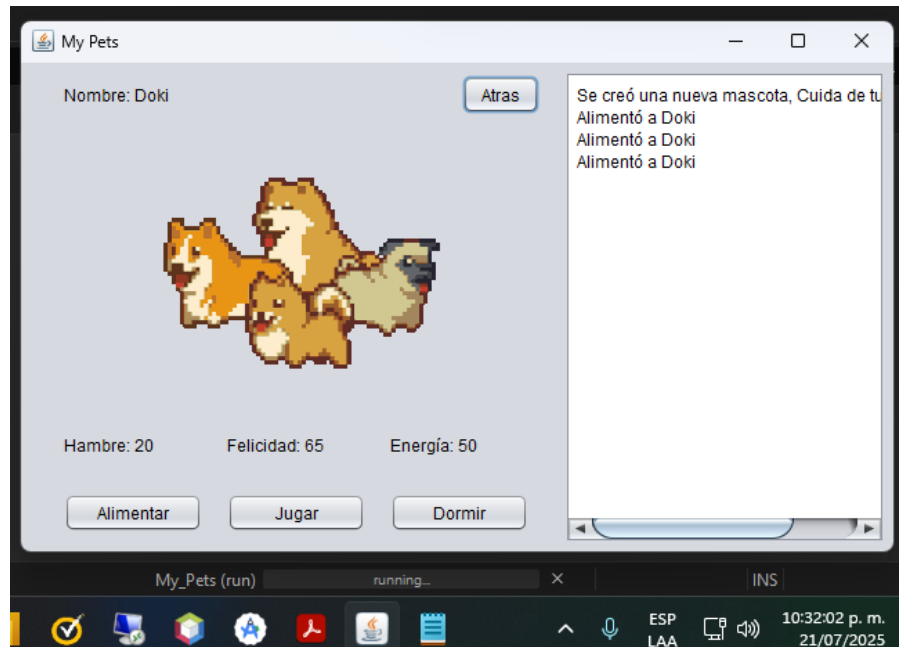 My Pets
Nombre: Doki
Atras
Se creó una nueva mascota, Cuida de tu
Alimentó a Doki
Alimentó a Doki
Alimentó a Doki
Hambre: 20 Felicidad: 65 Energía: 50
Alimentar Jugar Dormir
My_Pets (run) running... INS
ESP 10:32:02 p. m.
LAA 21/07/2025